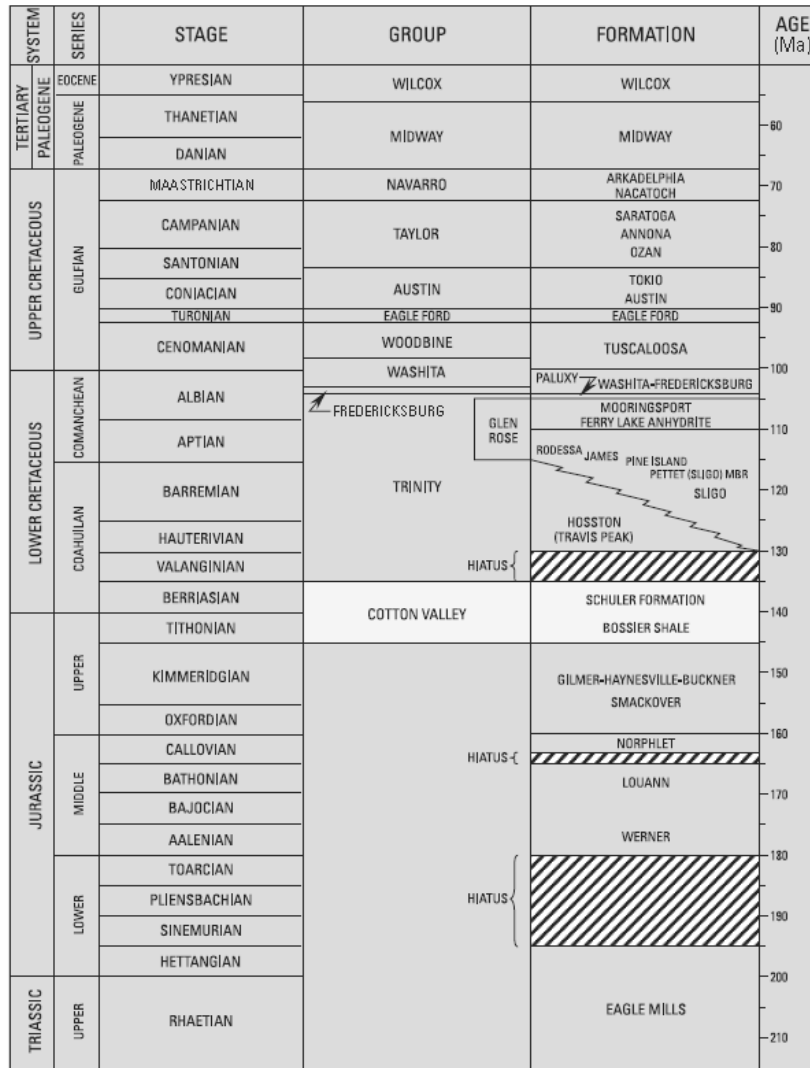 SYSTEM
SERIES
STAGE
GROUP
FORMATION
AGE
(Ma)
TERTIARY
PALEOGENE
EOCENE
PALEOGENE
YPRESIAN
THANETIAN
DANIAN
WILCOX
MIDWAY
WILCOX
MIDWAY
60
UPPER CRETACEOUS
GULFIAN
MAASTRICHTIAN
CAMPANIAN
SANTONIAN
CONIACIAN
TURONIAN
CENOMANIAN
NAVARRO
TAYLOR
AUSTIN
EAGLE FORD
WOODBINE
WASHITA
ARKADELPHIA
NACATOCH
SARATOGA
ANNONA
OZAN
TOKIO
AUSTIN
EAGLE FORD
TUSCALOOSA
70
80
90
100
LOWER CRETACEOUS
COMANCHEAN
COAHUILAN
ALBIAN
APTIAN
BARREMIAN
HAUTERIVIAN
VALANGINIAN
BERRIASIAN
FREDERICKSBURG
GLEN
ROSE
TRINITY
HIATUS
COTTON VALLEY
PALUXY
WASHITA-FREDERICKSBURG
MOORINGSPORT
FERRY LAKE ANHYDRITE
RODESSA
JAMES
PINE ISLAND
PETTET (SLIGO) MBR
SLIGO
HOSSTON
(TRAVIS PEAK)
SCHULER FORMATION
BOSSIER SHALE
110
120
130
140
JURASSIC
UPPER
MIDDLE
LOWER
TITHONIAN
KIMMERIDGIAN
OXFORDIAN
CALLOVIAN
BATHONIAN
BAJOCIAN
AALENIAN
TOARCIAN
PLIENSBACHIAN
SINEMURIAN
HETTANGIAN
HIATUS
HIATUS
GILMER-HAYNESVILLE-BUCKNER
SMACKOVER
NORPHLET
LOUANN
WERNER
150
160
170
180
190
200
TRIASSIC
UPPER
RHAETIAN
EAGLE MILLS
210